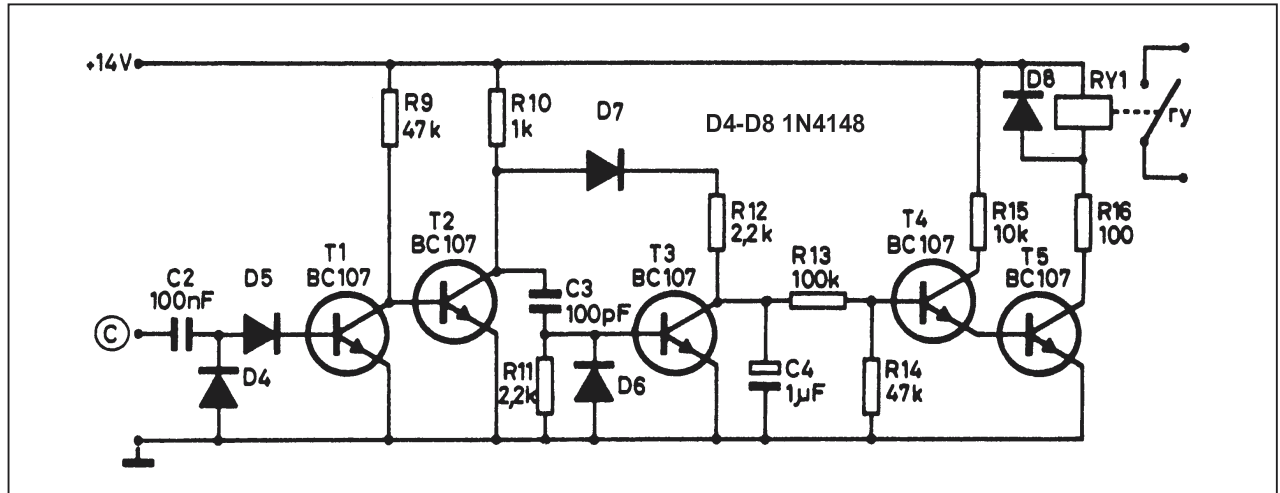 +14V
R9
47k
R10
1k
D7
D4-D8 1N4148
D8
RY1
ry
T1
BC107
T2
BC107
R12
2,2k
T3
BC107
R13
100k
T4
BC107
R15
10k
T5
BC107
R16
100
C2
100nF
D5
C
D4
C3
100pF
R11
2,2k
D6
C4
1µF
R14
47k